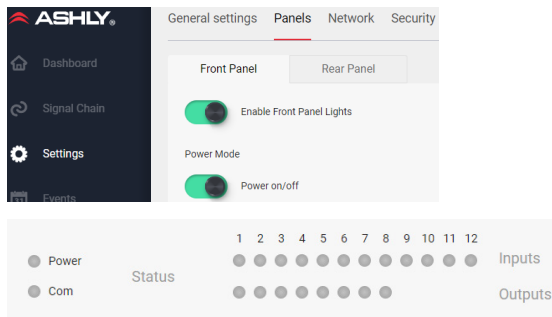 ASHLY®
General settings Panels Network Security
Dashboard
Front Panel Rear Panel
Signal Chain
Enable Front Panel Lights
Settings
Power Mode
Power on/off
Events
1 2 3 4 5 6 7 8 9 10 11 12
Power
Inputs
Status
Com
Outputs